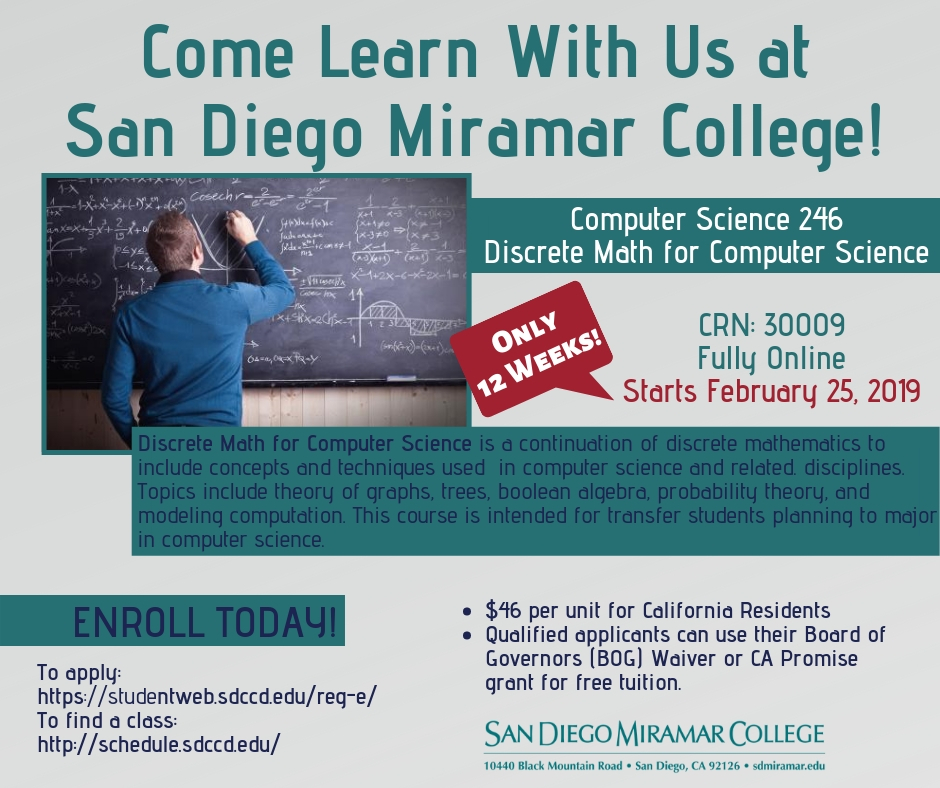 Come Learn With Us at
San Diego Miramar College!
Computer Science 246
Discrete Math for Computer Science
ONLY
12 WEEKS!
CRN: 30009
Fully Online
Starts February 25, 2019
Discrete Math for Computer Science is a continuation of discrete mathematics to
include concepts and techniques used in computer science and related. disciplines.
Topics include theory of graphs, trees, boolean algebra, probability theory, and
modeling computation. This course is intended for transfer students planning to major
in computer science.
ENROLL TODAY!
To apply:
https://studentweb.sdccd.edu/reg-e/
To find a class:
http://schedule.sdccd.edu/
• $46 per unit for California Residents
• Qualified applicants can use their Board of
Governors (BOG) Waiver or CA Promise
grant for free tuition.
SAN DIEGO MIRAMAR COLLEGE
10440 Black Mountain Road • San Diego, CA 92126 • sdmiramar.edu